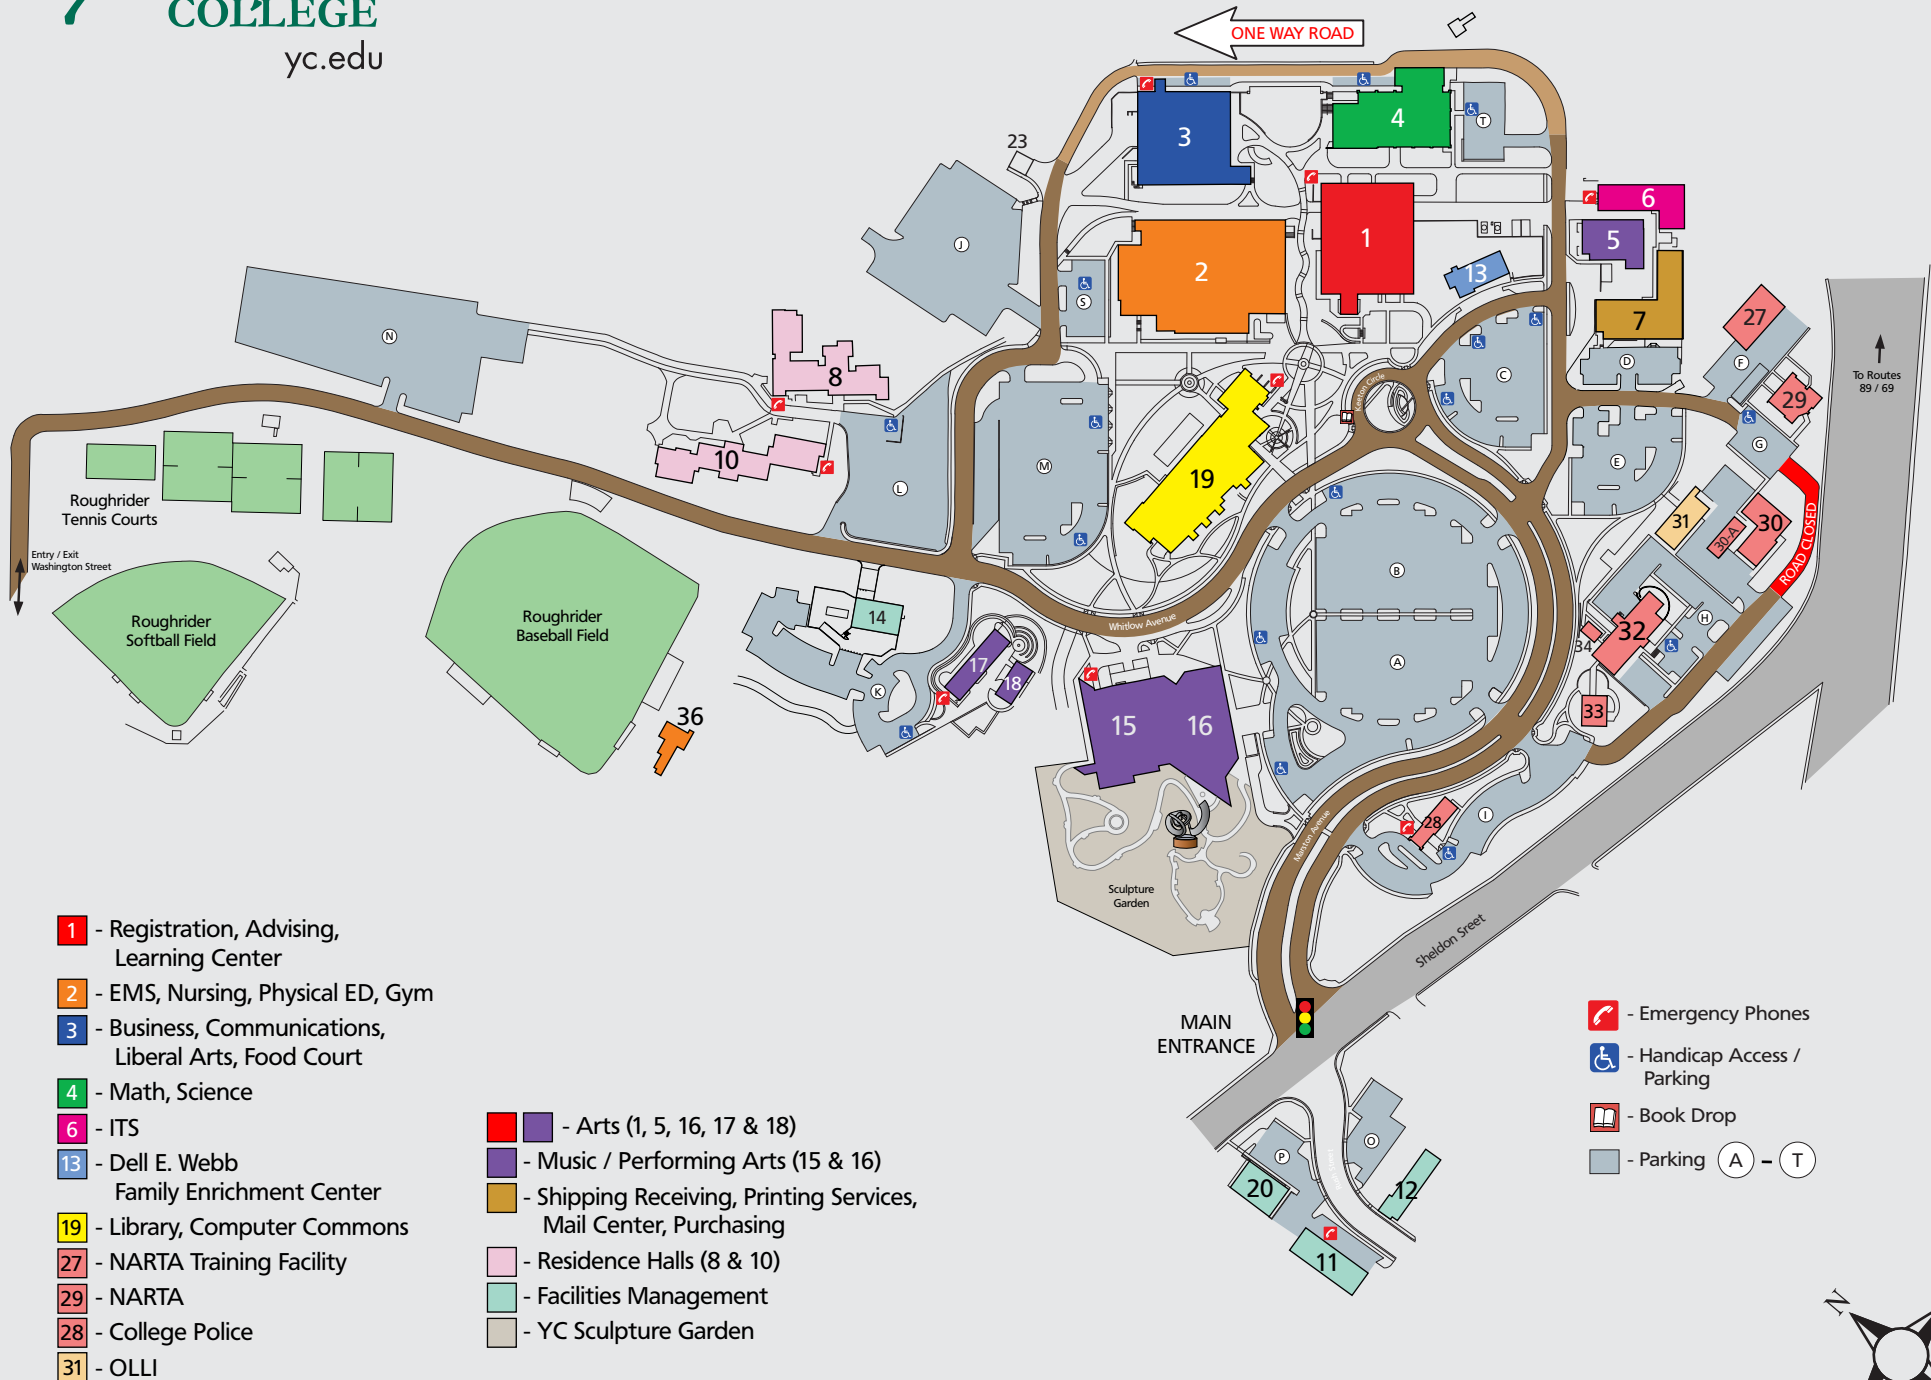 7 COLLEGE
yc.edu
ONE WAY ROAD
23
3
4
T
J
6
5
1
2
13
S
7
27
N
D
F
To Routes
89 / 69
8
C
29
Keeton Circle
G
M
10
19
L
E
Roughrider
Tennis Courts
31
30
30-A
ROAD CLOSED
Entry / Exit
Washington Street
B
Roughrider
Softball Field
Roughrider
Baseball Field
14
Whitlow Avenue
H
32
34
17
18
A
K
33
36
15
16
28
I
Marston Avenue
Sculpture
Garden
Sheldon Street
MAIN
ENTRANCE
O
P
20
12
11
1 - Registration, Advising,
Learning Center
2 - EMS, Nursing, Physical ED, Gym
3 - Business, Communications,
Liberal Arts, Food Court
4 - Math, Science
6 - ITS
13 - Dell E. Webb
Family Enrichment Center
19 - Library, Computer Commons
27 - NARTA Training Facility
29 - NARTA
28 - College Police
31 - OLLI
- Arts (1, 5, 16, 17 & 18)
- Music / Performing Arts (15 & 16)
- Shipping Receiving, Printing Services,
Mail Center, Purchasing
- Residence Halls (8 & 10)
- Facilities Management
- YC Sculpture Garden
- Emergency Phones
- Handicap Access /
Parking
- Book Drop
- Parking A - T
N